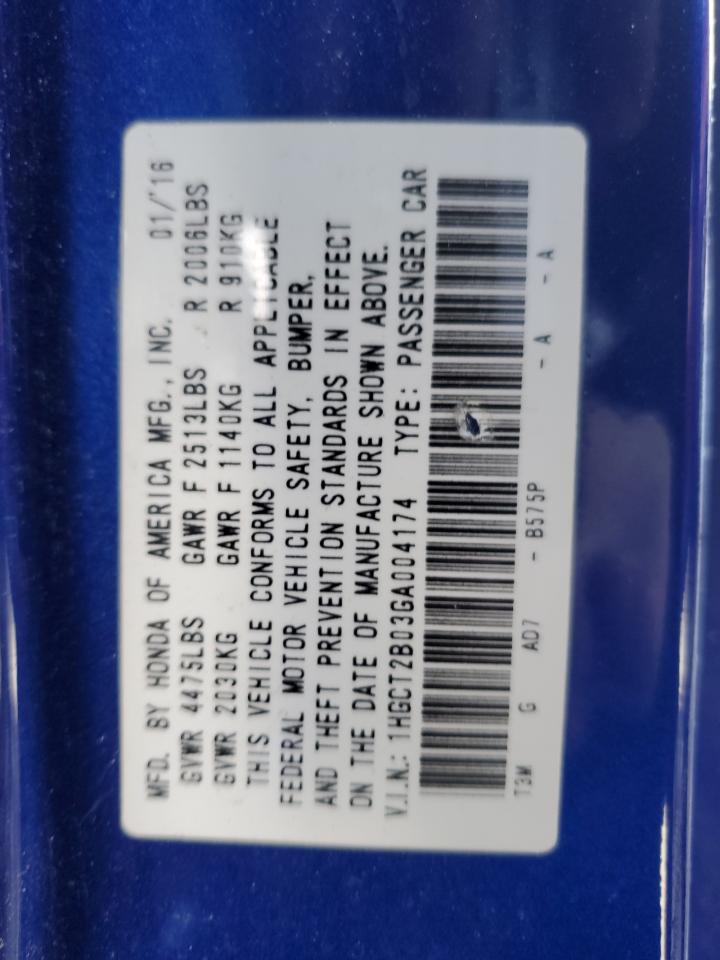 MFD. BY HONDA OF AMERICA MFG., INC. 01/'16
GVWR 4475LBS GAWR F 2513LBS R 2006LBS
GVWR 2030KG GAWR F 1140KG R 910KG
THIS VEHICLE CONFORMS TO ALL APPLICABLE
FEDERAL MOTOR VEHICLE SAFETY, BUMPER,
AND THEFT PREVENTION STANDARDS IN EFFECT
ON THE DATE OF MANUFACTURE SHOWN ABOVE.
V.I.N.: 1HGCT2B03GA004174 TYPE: PASSENGER CAR
T3M G AD7 - B575P - A - A